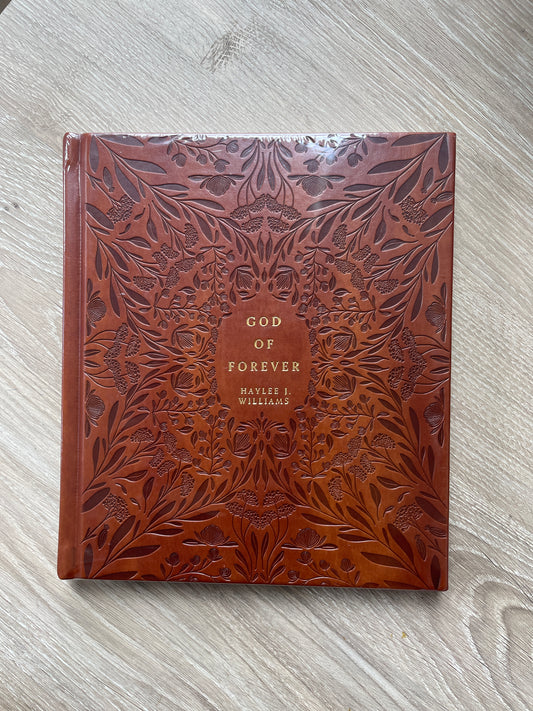 GOD
OF
FOREVER
HAYLEE J.
WILLIAMS